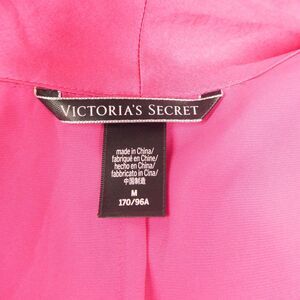 VICTORIA'S SECRET
made in China/
fabriqué en Chine/
hecho en China/
fabbricato in Cina/
中国制造
M
170/96A